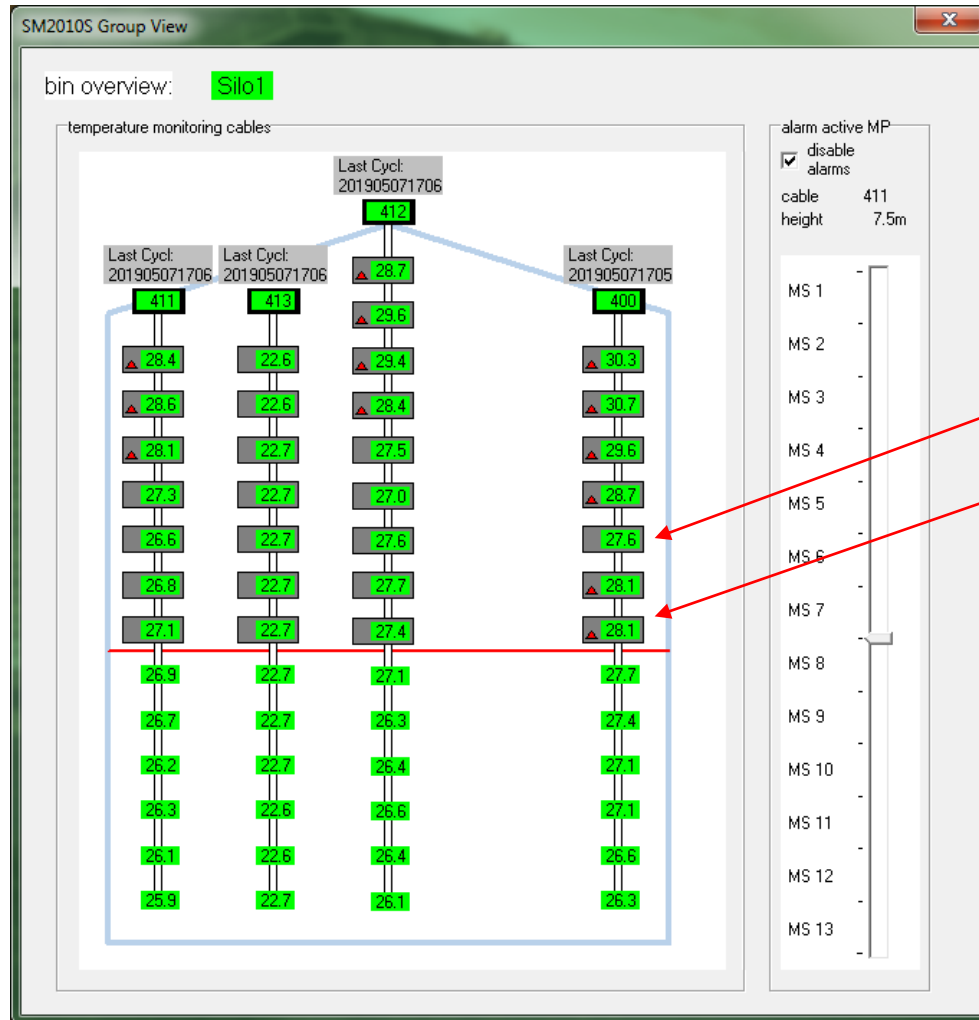 SM2010S Group View
bin overview: Silo1
temperature monitoring cables
Last Cycl:
201905071706
412
Last Cycl:
201905071706
411
Last Cycl:
201905071706
413
Last Cycl:
201905071705
400
28.7
29.6
28.4 22.6 29.4 30.3
28.6 22.6 28.4 30.7
28.1 22.7 27.5 29.6
27.3 22.7 27.0 28.7
26.6 22.7 27.6 27.6
26.8 22.7 27.7 28.1
27.1 22.7 27.4 28.1
26.9 22.7 27.1 27.7
26.7 22.7 26.3 27.4
26.2 22.7 26.4 27.1
26.3 22.6 26.6 27.1
26.1 22.6 26.4 26.6
25.9 22.7 26.1 26.3
alarm active MP
disable
alarms
cable 411
height 7.5m
MS 1
MS 2
MS 3
MS 4
MS 5
MS 6
MS 7
MS 8
MS 9
MS 10
MS 11
MS 12
MS 13